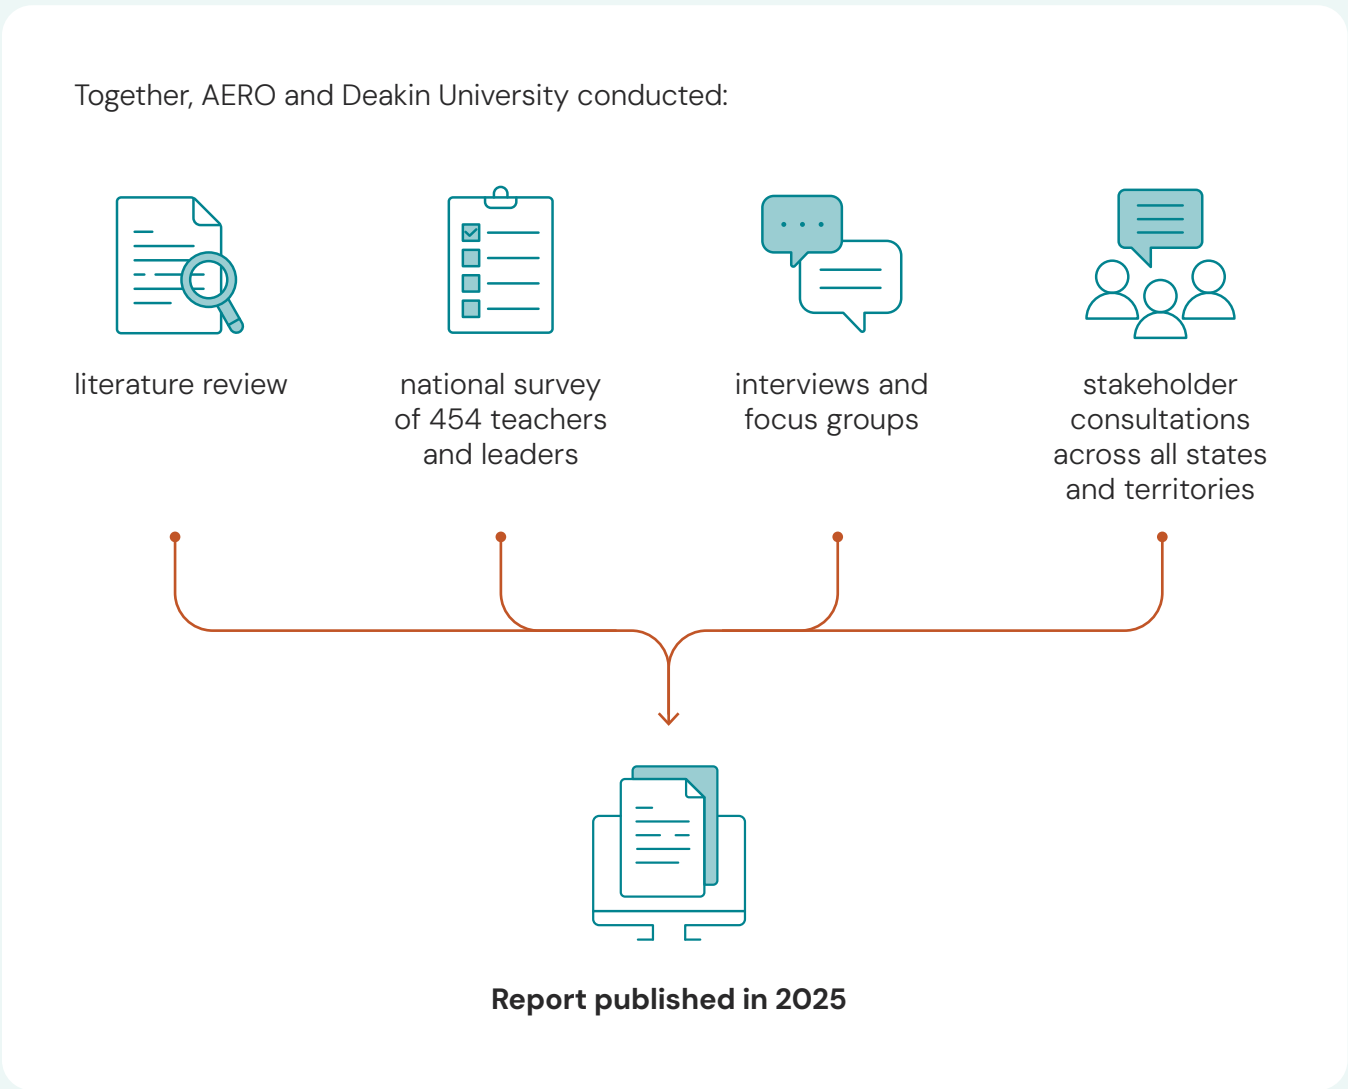 Together, AERO and Deakin University conducted:
literature review
national survey
of 454 teachers
and leaders
interviews and
focus groups
stakeholder
consultations
across all states
and territories
Report published in 2025